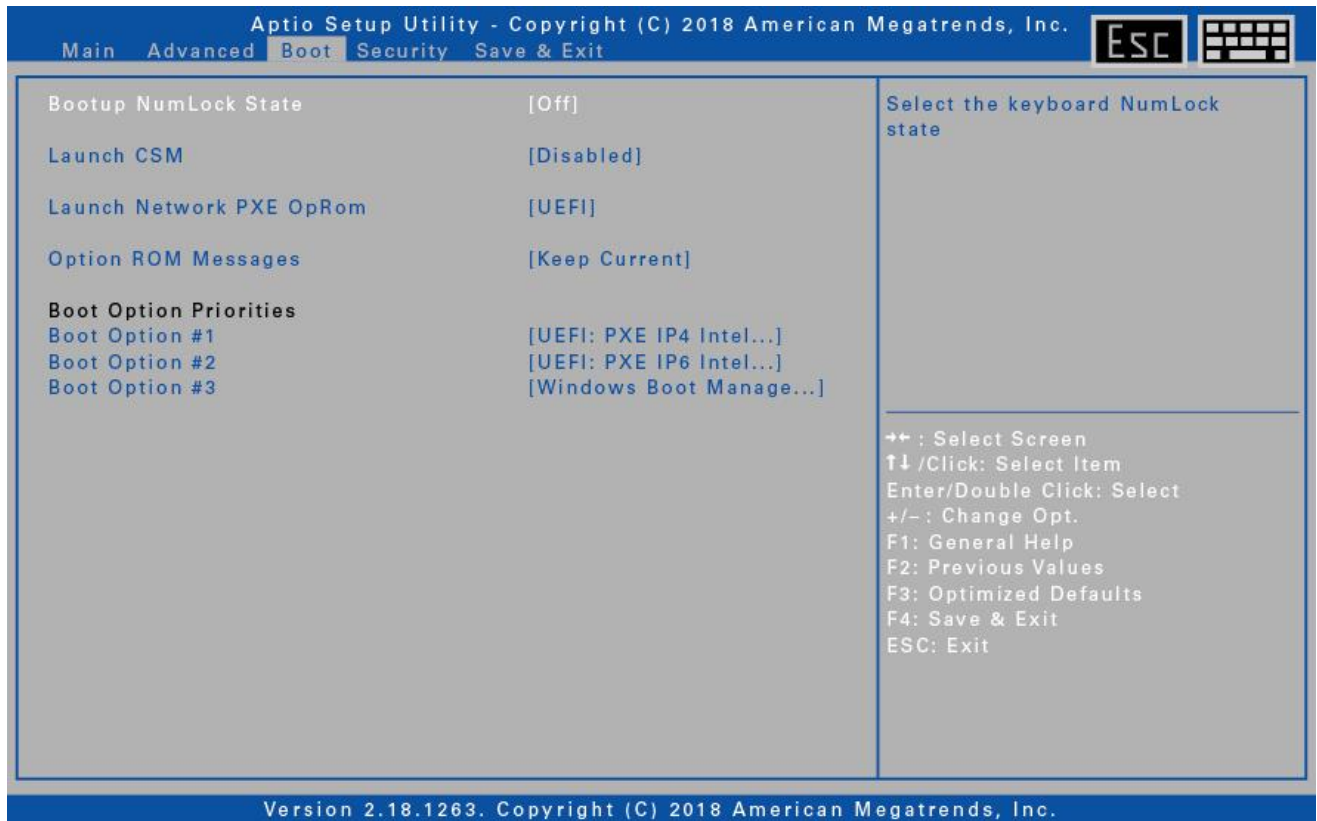 Aptio Setup Utility - Copyright (C) 2018 American Megatrends, Inc.
Esc
Main Advanced Boot Security Save & Exit
Bootup NumLock State [Off]
Launch CSM [Disabled]
Launch Network PXE OpRom [UEFI]
Option ROM Messages [Keep Current]
Boot Option Priorities
Boot Option #1 [UEFI: PXE IP4 Intel...]
Boot Option #2 [UEFI: PXE IP6 Intel...]
Boot Option #3 [Windows Boot Manage...]
Select the keyboard NumLock
state
→← : Select Screen
↑↓ /Click: Select Item
Enter/Double Click: Select
+/– : Change Opt.
F1: General Help
F2: Previous Values
F3: Optimized Defaults
F4: Save & Exit
ESC: Exit
Version 2.18.1263. Copyright (C) 2018 American Megatrends, Inc.